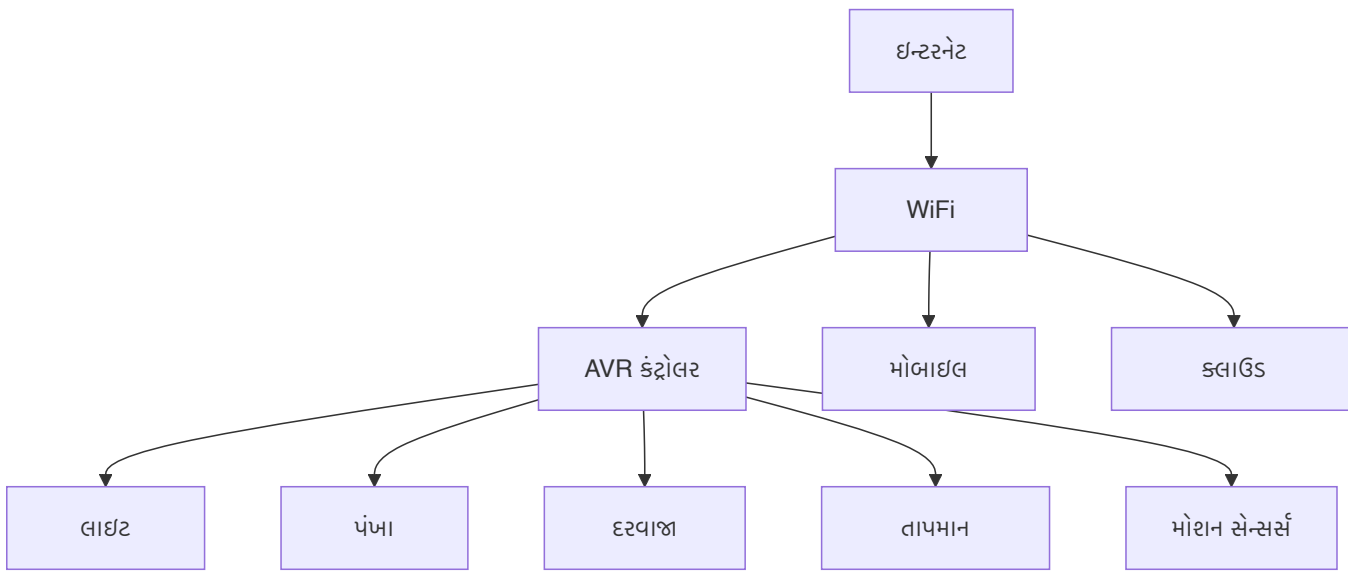 ઇન્ટરનેટ
WiFi
AVR કંટ્રોલર
મોબાઇલ
ક્લાઉડ
લાઇટ
પંખા
દરવાજા
તાપમાન
મોશન સેન્સર્સ